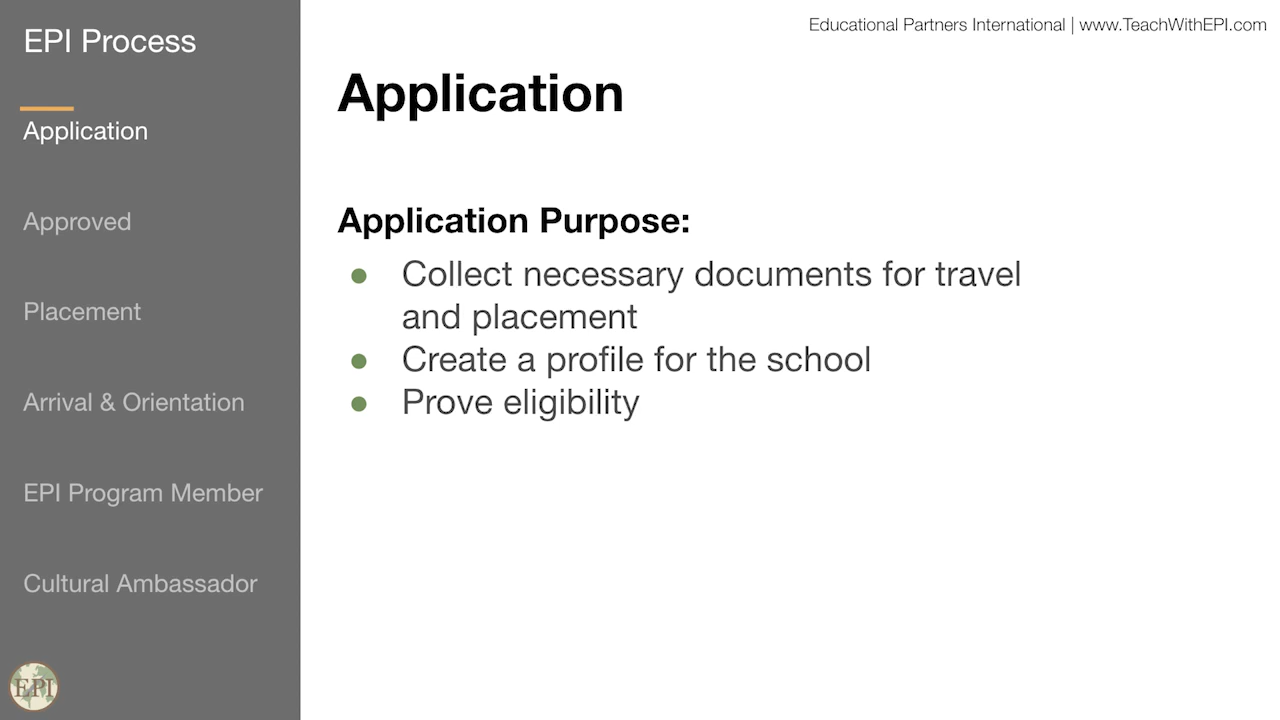 EPI Process
Application
Approved
Placement
Arrival & Orientation
EPI Program Member
Cultural Ambassador
EPI
Educational Partners International | www.TeachWithEPI.com
Application
Application Purpose:
● Collect necessary documents for travel
and placement
● Create a profile for the school
● Prove eligibility